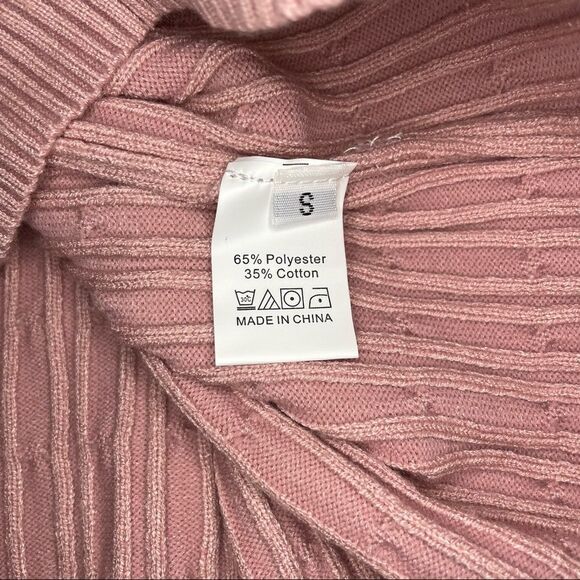 S
65% Polyester
35% Cotton
MADE IN CHINA